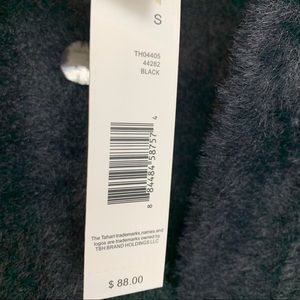 S
TH04405
44282
BLACK
8 84484 58757 4
The Tahari trademarks, names and
logos are trademarks owned by
TBH BRAND HOLDINGS LLC
$ 88.00